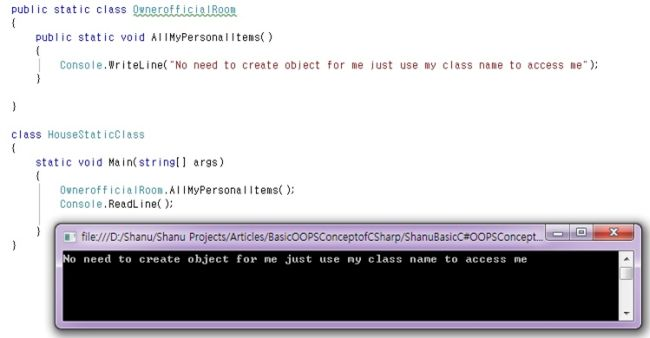 public static class OwnerofficialRoom
{
public static void AllMyPersonalItems()
{
Console.WriteLine("No need to create object for me just use my class name to access me");
}
}
class HouseStaticClass
{
static void Main(string[] args)
{
OwnerofficialRoom.AllMyPersonalItems();
Console.ReadLine();
}
}
file:///D:/Shanu/Shanu Projects/Articles/BasicOOPSConceptofCSharp/ShanuBasicC#OOPSConcept...
No need to create object for me just use my class name to access me